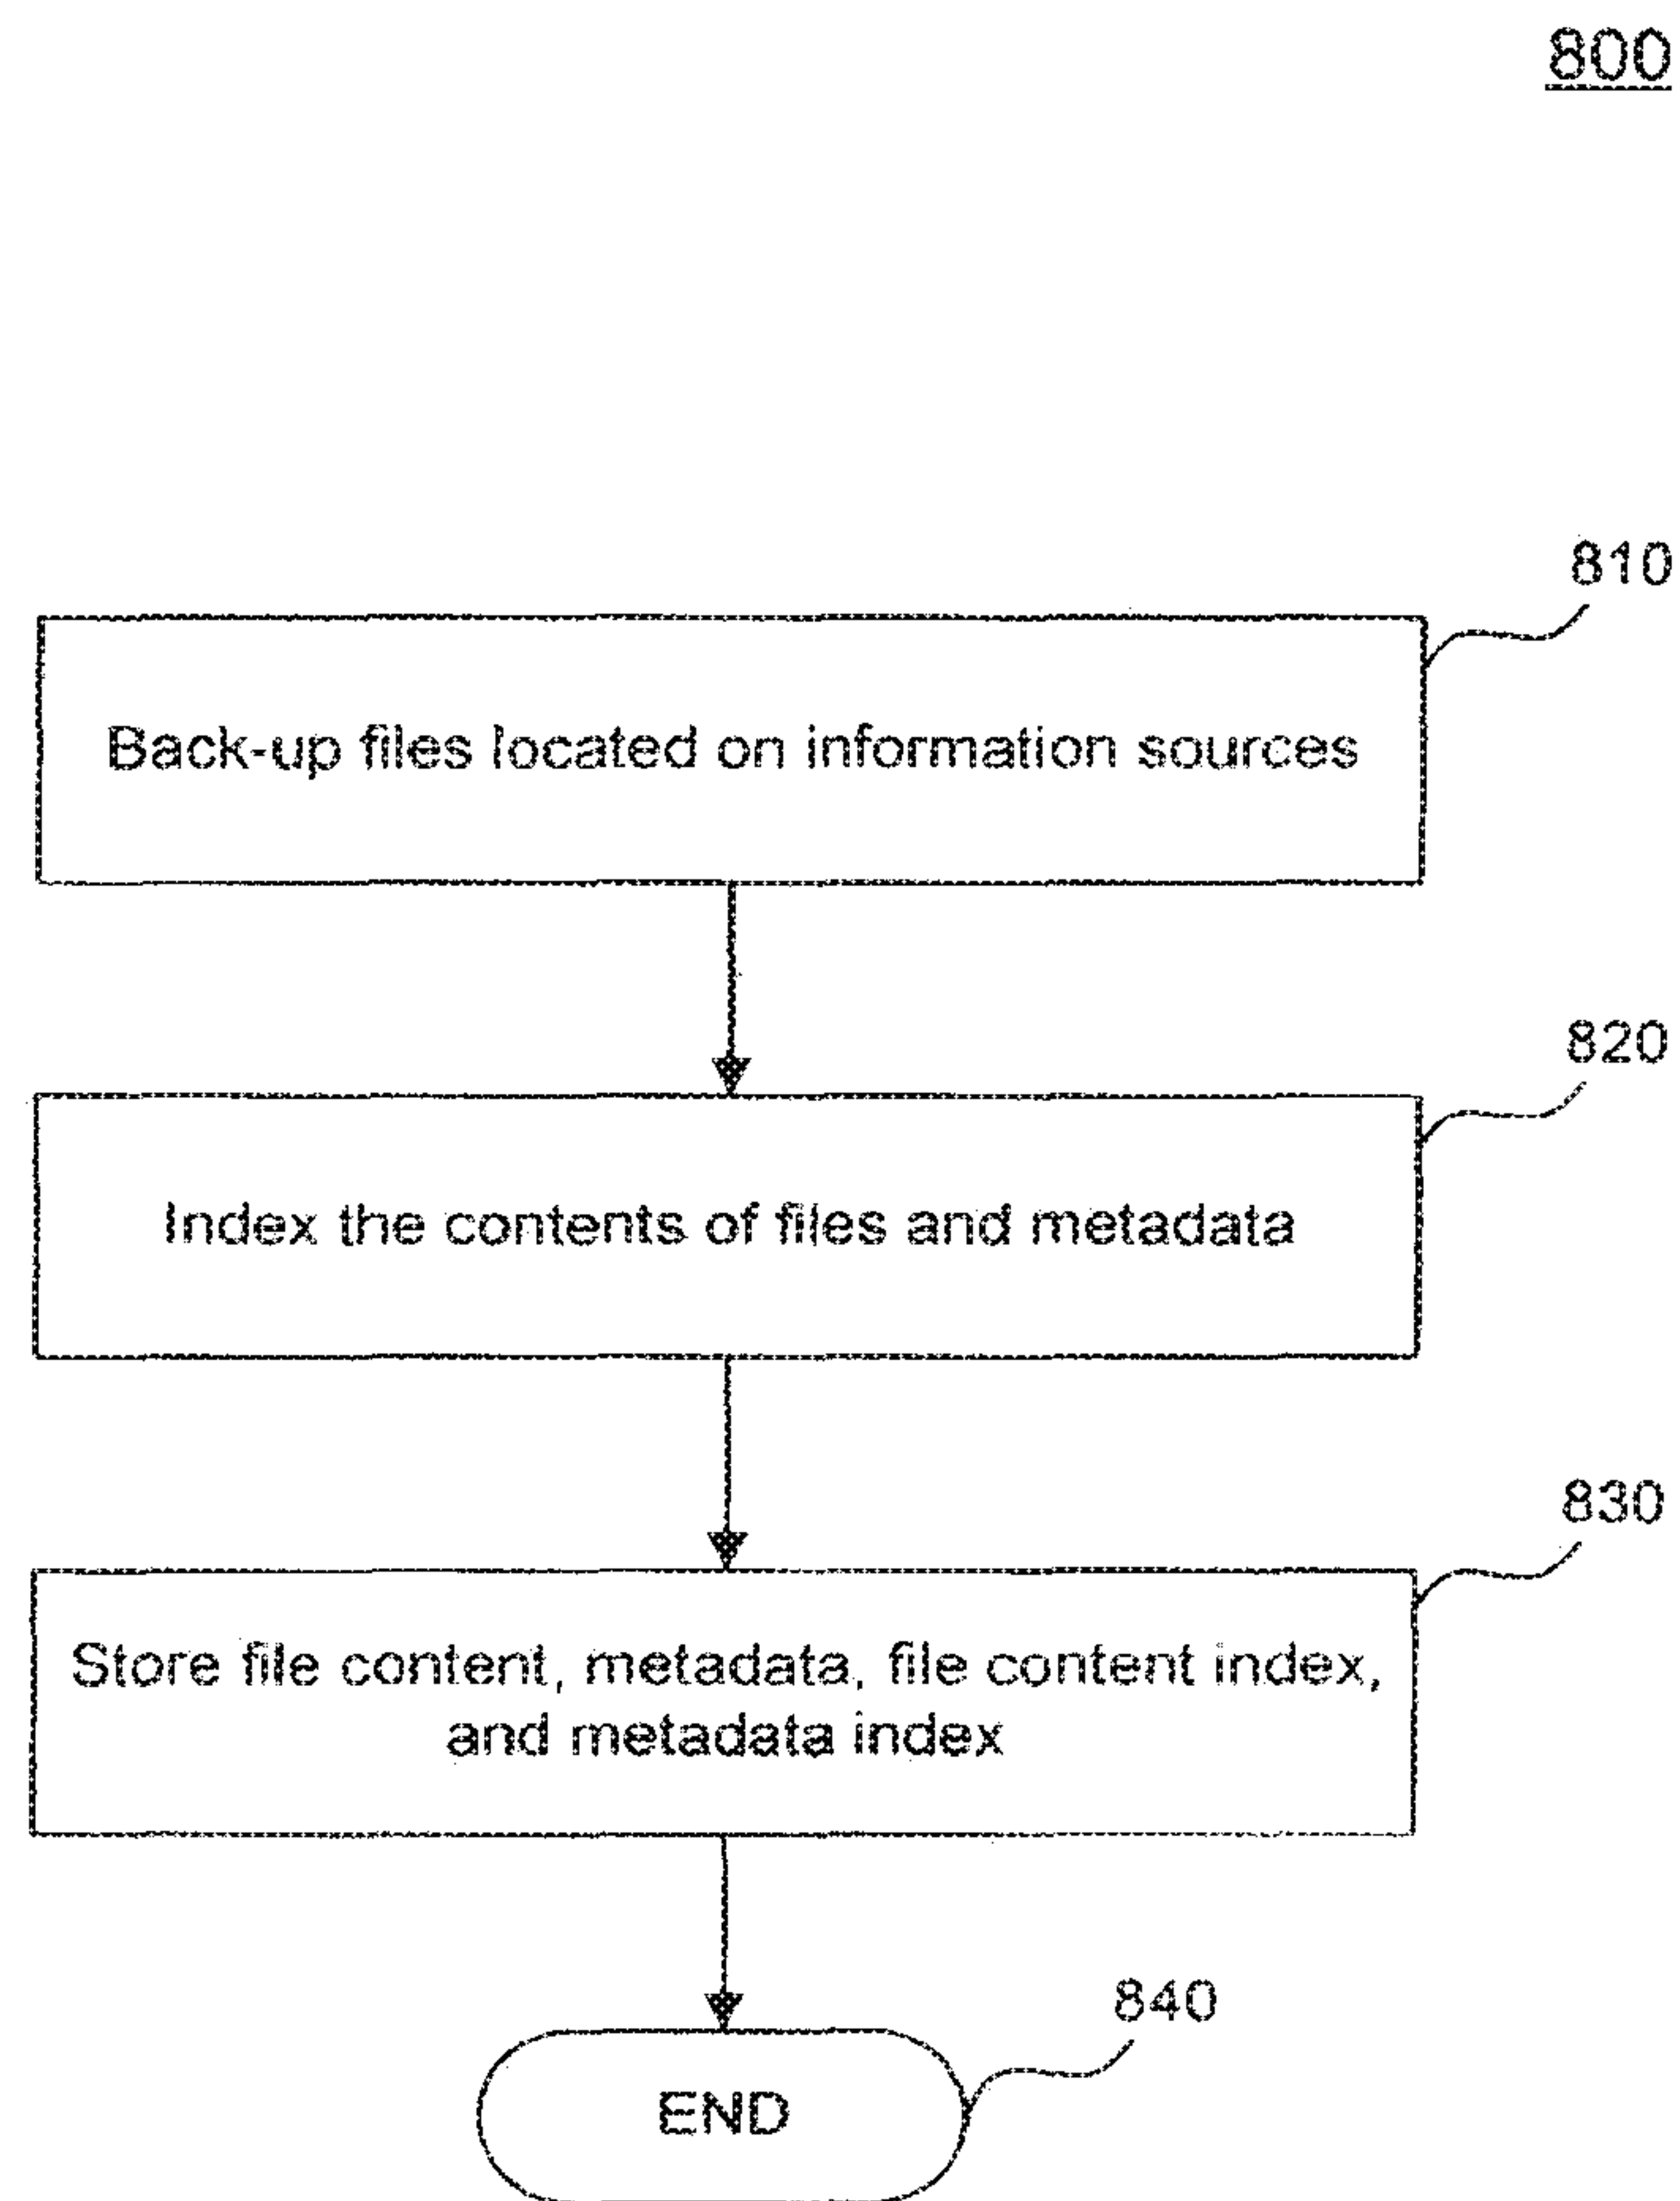 800
810
Back-up files located on information sources
820
Index the contents of files and metadata
830
Store file content, metadata, file content index,
and metadata index
840
END